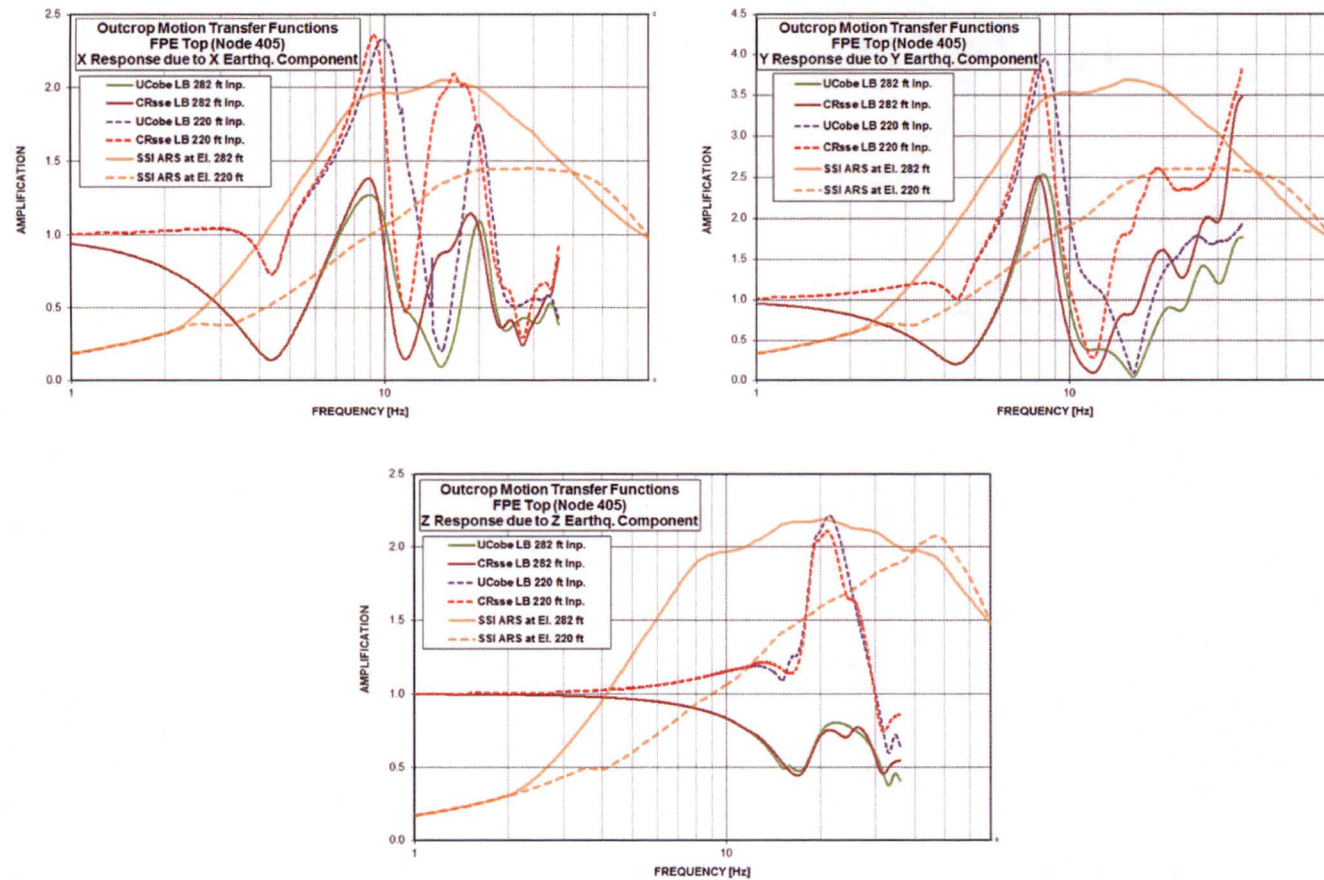 Outcrop Motion Transfer Functions
FPE Top (Node 405)
X Response due to X Earthq. Component
UCobe LB 282 ft Inp.
CRsse LB 282 ft Inp.
UCobe LB 220 ft Inp.
CRsse LB 220 ft Inp.
SSI ARS at El. 282 ft
SSI ARS at El. 220 ft
AMPLIFICATION
2.5
2.0
1.5
1.0
0.5
0.0
1
10
FREQUENCY [Hz]
Outcrop Motion Transfer Functions
FPE Top (Node 405)
Y Response due to Y Earthq. Component
UCobe LB 282 ft Inp.
CRsse LB 282 ft Inp.
UCobe LB 220 ft Inp.
CRsse LB 220 ft Inp.
SSI ARS at El. 282 ft
SSI ARS at El. 220 ft
AMPLIFICATION
4.5
4.0
3.5
3.0
2.5
2.0
1.5
1.0
0.5
0.0
1
10
FREQUENCY [Hz]
Outcrop Motion Transfer Functions
FPE Top (Node 405)
Z Response due to Z Earthq. Component
UCobe LB 282 ft Inp.
CRsse LB 282 ft Inp.
UCobe LB 220 ft Inp.
CRsse LB 220 ft Inp.
SSI ARS at El. 282 ft
SSI ARS at El. 220 ft
AMPLIFICATION
2.5
2.0
1.5
1.0
0.5
0.0
1
10
FREQUENCY [Hz]